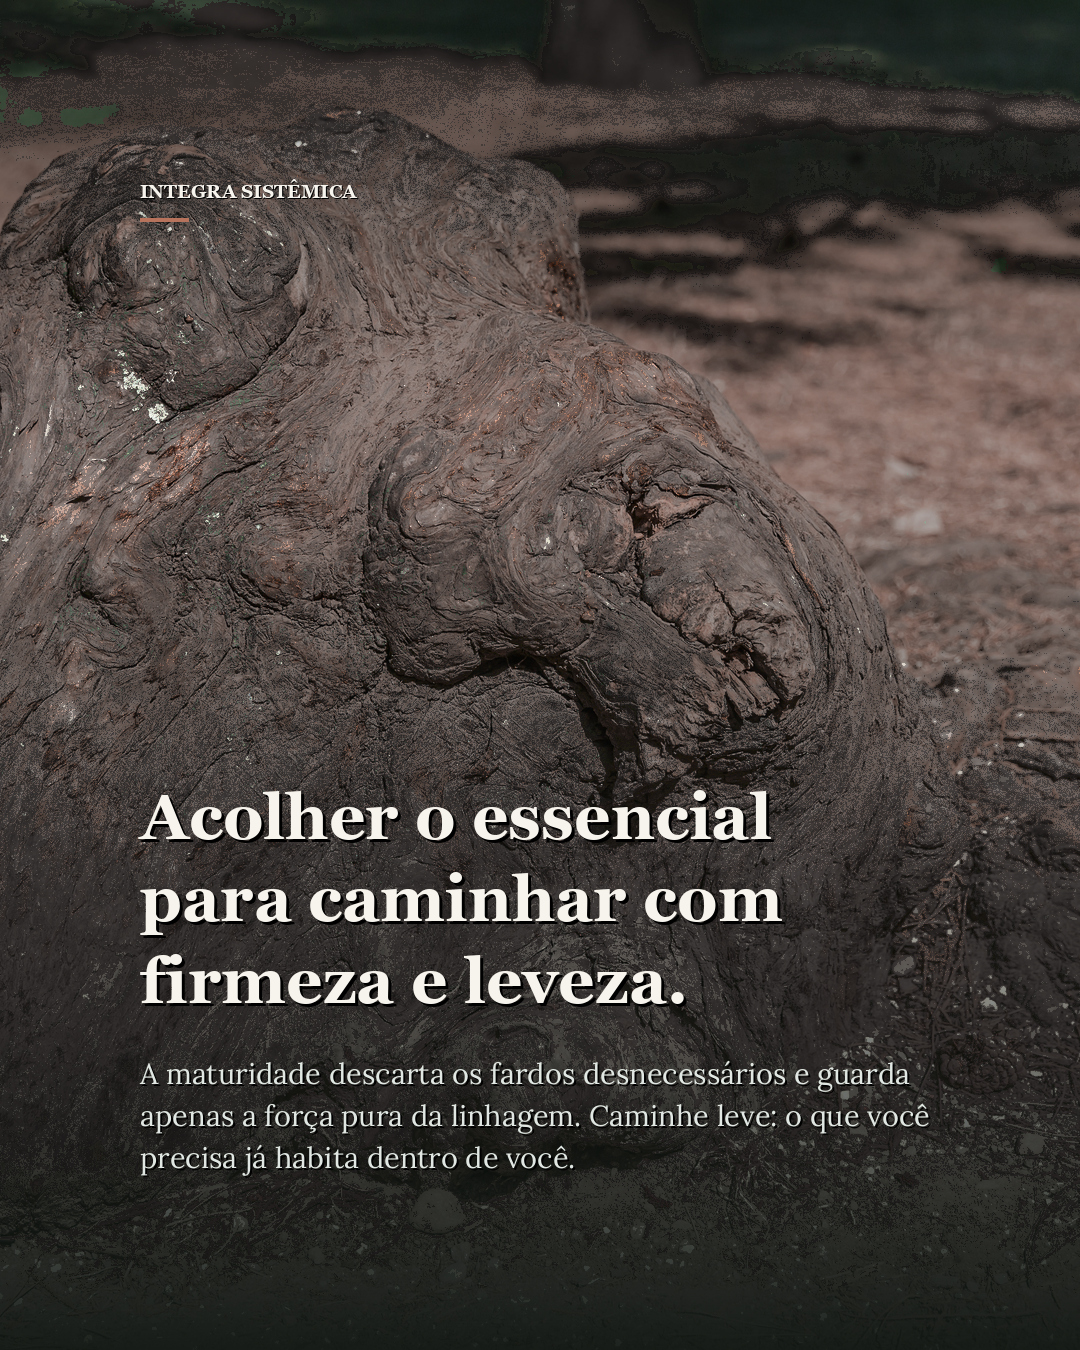 INTEGRA SISTÊMICA
Acolher o essencial
para caminhar com
firmeza e leveza.
A maturidade descarta os fardos desnecessários e guarda
apenas a força pura da linhagem. Caminhe leve: o que você
precisa já habita dentro de você.